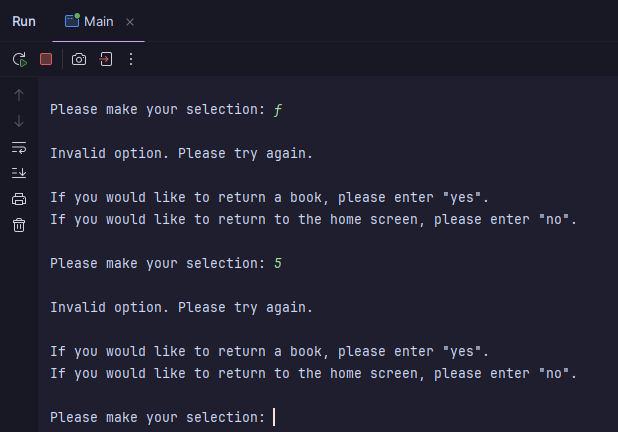 Run Main
Please make your selection: f
Invalid option. Please try again.
If you would like to return a book, please enter "yes".
If you would like to return to the home screen, please enter "no".
Please make your selection: 5
Invalid option. Please try again.
If you would like to return a book, please enter "yes".
If you would like to return to the home screen, please enter "no".
Please make your selection: